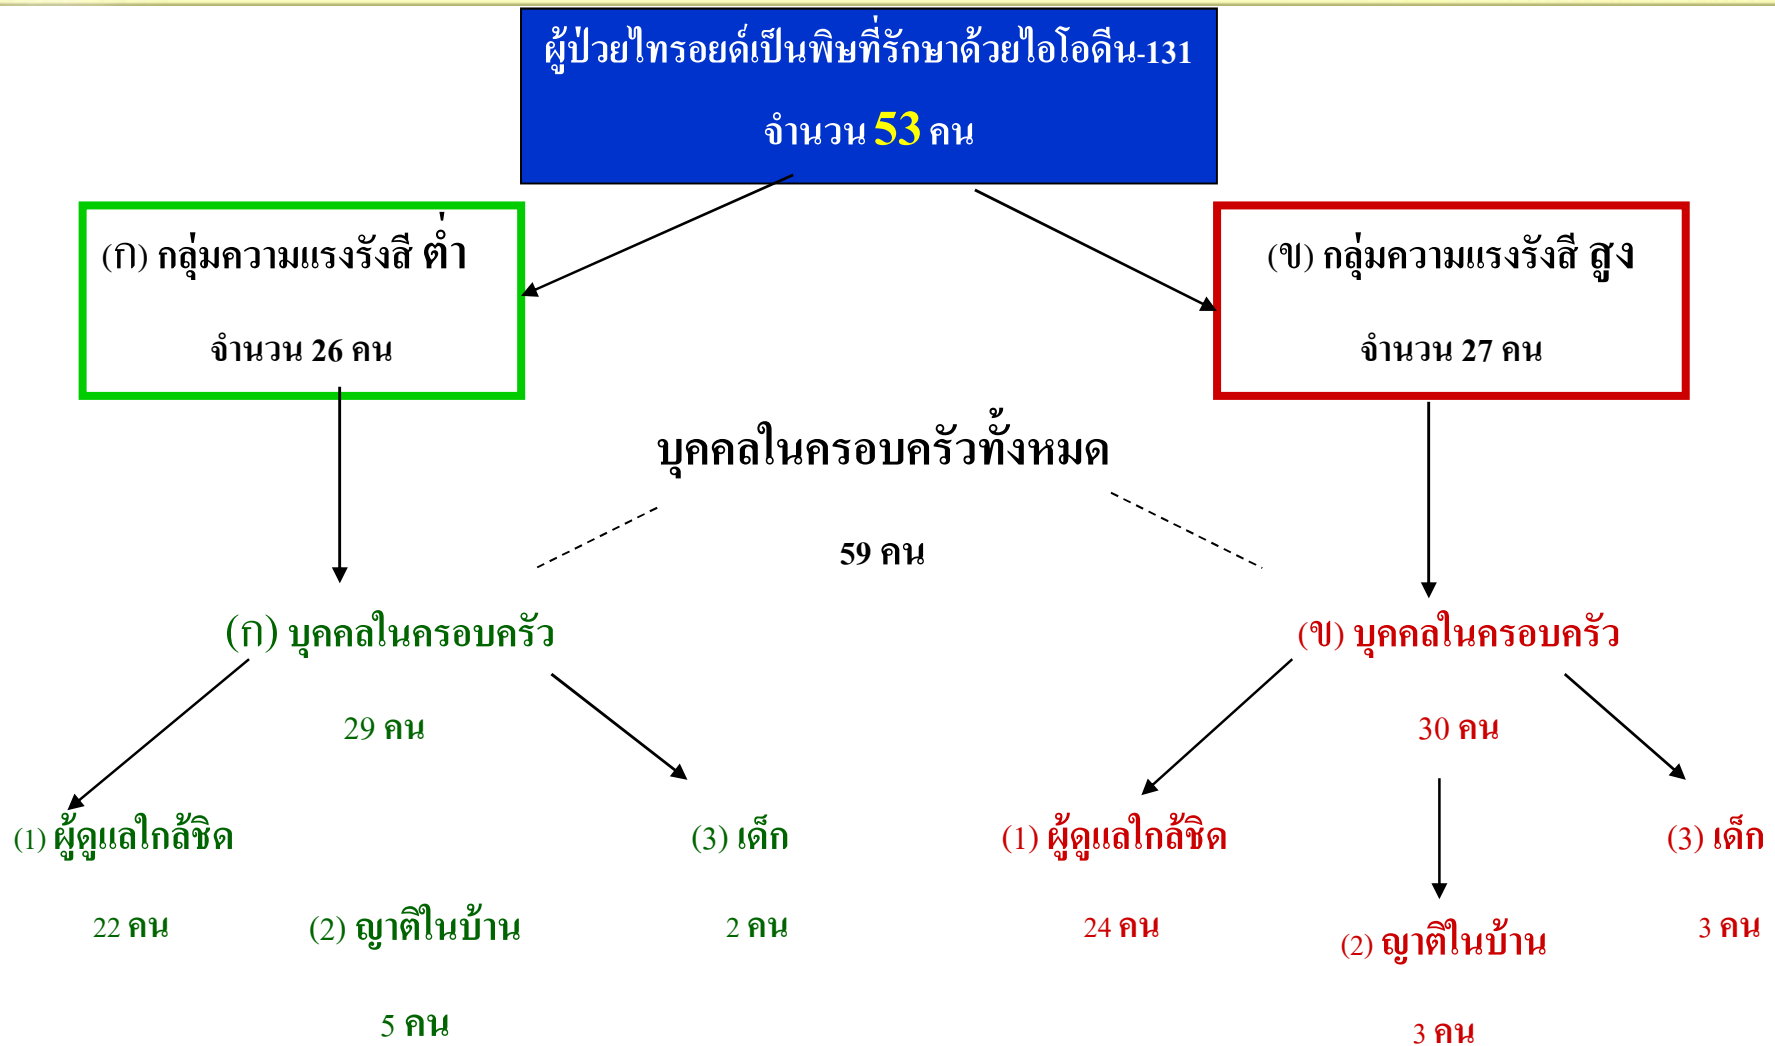 ผู้ป่วยไทรอยด์เป็นพิษที่รักษาด้วยไอโอดีน-131
จำนวน 53 คน
(ก) กลุ่มความแรงรังสี ต่ำ
จำนวน 26 คน
(ข) กลุ่มความแรงรังสี สูง
จำนวน 27 คน
บุคคลในครอบครัวทั้งหมด
59 คน
(ก) บุคคลในครอบครัว
29 คน
(ข) บุคคลในครอบครัว
30 คน
(1) ผู้ดูแลใกล้ชิด
22 คน
(2) ญาติในบ้าน
5 คน
(3) เด็ก
2 คน
(1) ผู้ดูแลใกล้ชิด
24 คน
(2) ญาติในบ้าน
3 คน
(3) เด็ก
3 คน